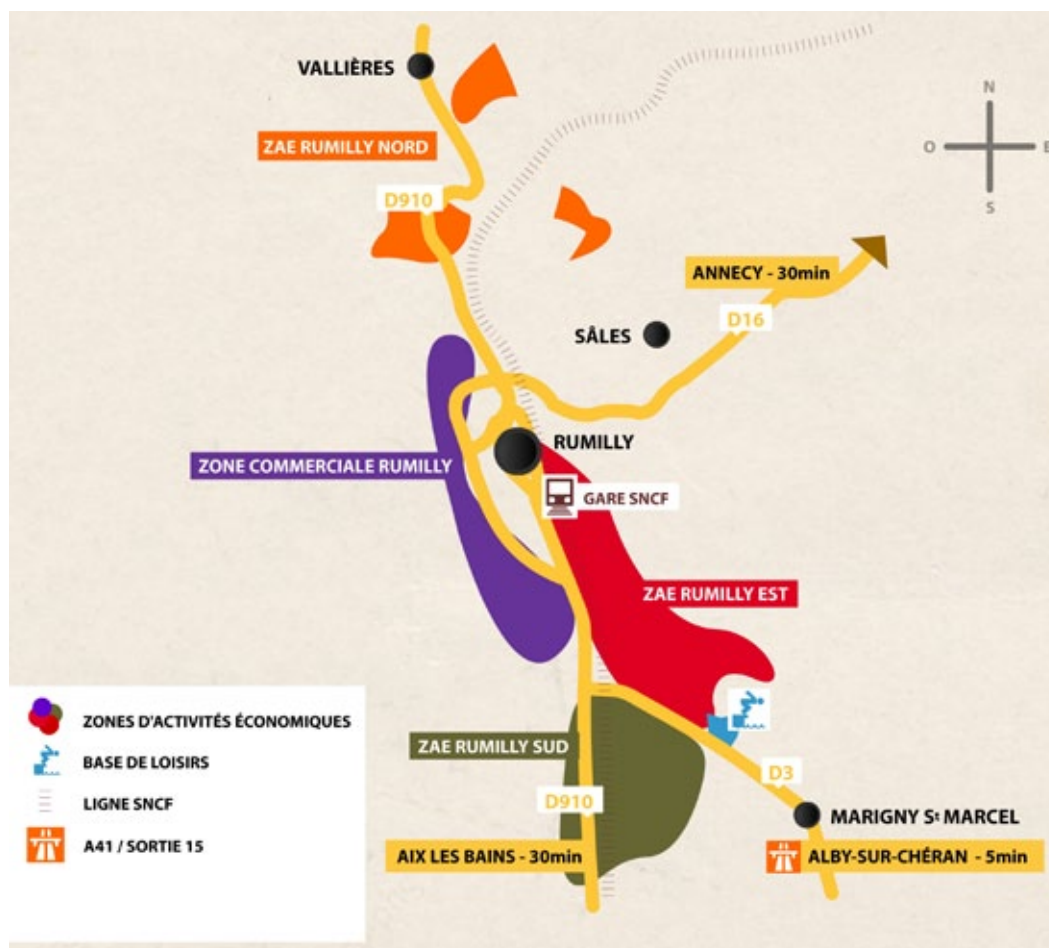 VALLIÈRES
ZAE RUMILLY NORD
N
O
E
S
D910
ANNECY - 30min
D16
SÂLES
RUMILLY
ZONE COMMERCIALE RUMILLY
GARE SNCF
ZAE RUMILLY EST
ZONES D'ACTIVITÉS ÉCONOMIQUES
BASE DE LOISIRS
LIGNE SNCF
A41 / SORTIE 15
ZAE RUMILLY SUD
D3
D910
MARIGNY St MARCEL
AIX LES BAINS - 30min
ALBY-SUR-CHÉRAN - 5min